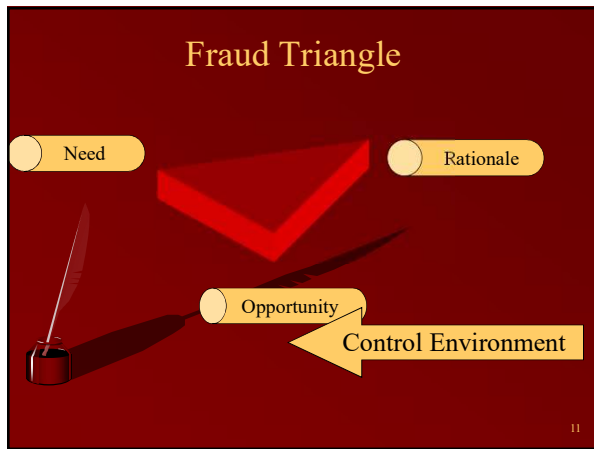 Fraud Triangle
Need
Rationale
Opportunity
Control Environment
11